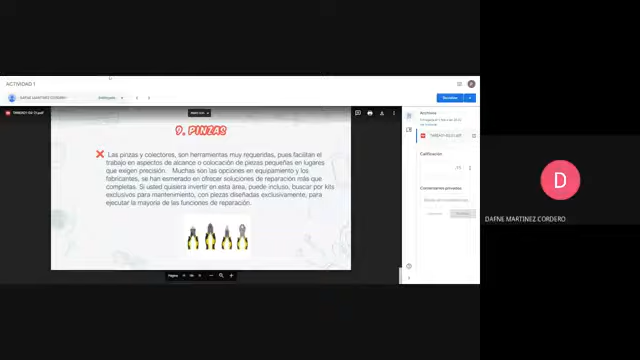 ACTIVIDAD 1
DAFNE MARTINEZ CORDERO
9. PINZAS
Las pinzas y colectores, son herramientas muy requeridas, pues facilitan el
trabajo en aspectos de alcance o colocación de piezas pequeñas en lugares
que exigen precisión. Muchas son las opciones en equipamiento y los
fabricantes, se han esmerado en ofrecer soluciones de reparación más que
completas. Si usted quisiera invertir en esta área, puede incluso, buscar por kits
exclusivos para mantenimiento, con piezas diseñadas exclusivamente, para
ejecutar la mayoría de las funciones de reparación.
Página
Archivos
Calificación
Comentarios privados
D
DAFNE MARTINEZ CORDERO